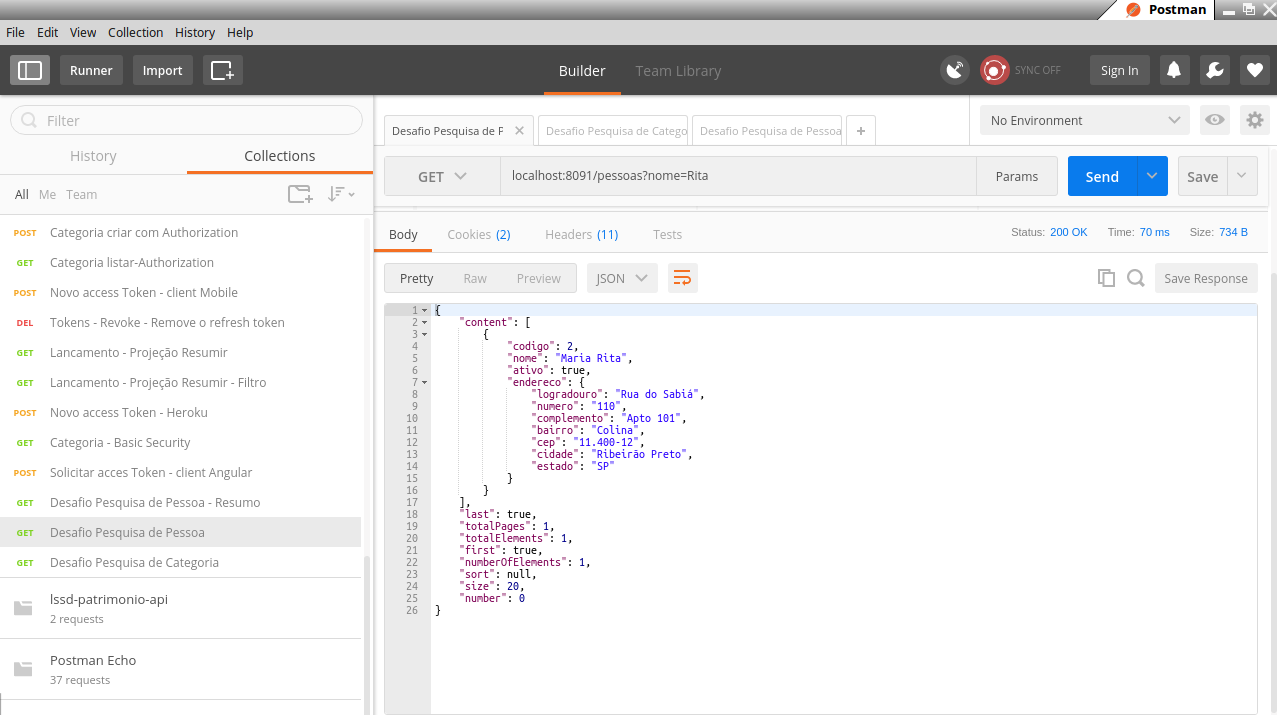 Postman
File Edit View Collection History Help
Runner Import Builder Team Library SYNC OFF Sign In
Filter
History Collections
All Me Team
POST Categoria criar com Authorization
GET Categoria listar-Authorization
POST Novo access Token - client Mobile
DEL Tokens - Revoke - Remove o refresh token
GET Lancamento - Projeção Resumir
GET Lancamento - Projeção Resumir - Filtro
POST Novo access Token - Heroku
GET Categoria - Basic Security
POST Solicitar acces Token - client Angular
GET Desafio Pesquisa de Pessoa - Resumo
GET Desafio Pesquisa de Pessoa
GET Desafio Pesquisa de Categoria
lssd-patrimonio-api
2 requests
Postman Echo
37 requests
Desafio Pesquisa de P Desafio Pesquisa de Catego Desafio Pesquisa de Pessoa + No Environment
GET localhost:8091/pessoas?nome=Rita Params Send Save
Body Cookies (2) Headers (11) Tests Status: 200 OK Time: 70 ms Size: 734 B
Pretty Raw Preview JSON Save Response
1 {
2 "content": [
3 {
4 "codigo": 2,
5 "nome": "Maria Rita",
6 "ativo": true,
7 "endereco": {
8 "logradouro": "Rua do Sabiá",
9 "numero": "110",
10 "complemento": "Apto 101",
11 "bairro": "Colina",
12 "cep": "11.400-12",
13 "cidade": "Ribeirão Preto",
14 "estado": "SP"
15 }
16 }
17 ],
18 "last": true,
19 "totalPages": 1,
20 "totalElements": 1,
21 "first": true,
22 "numberOfElements": 1,
23 "sort": null,
24 "size": 20,
25 "number": 0
26 }